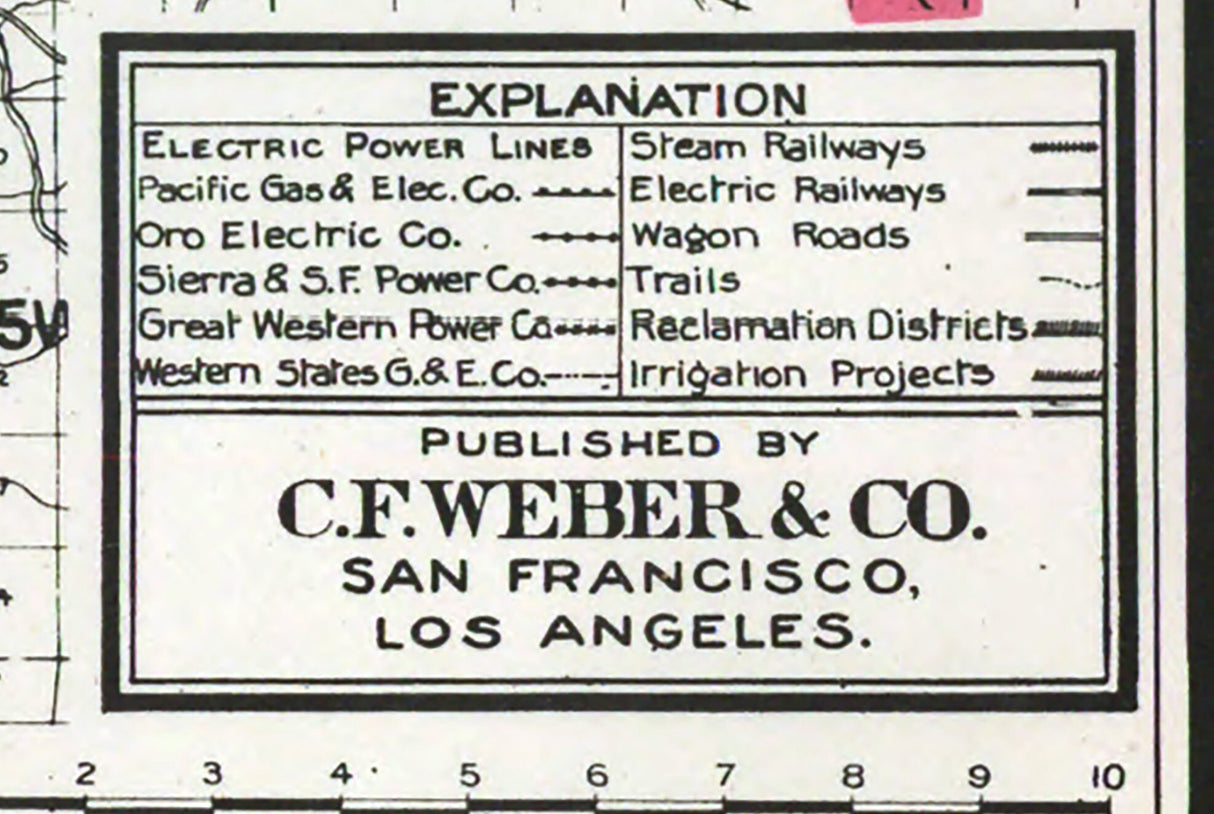 EXPLANATION
ELECTRIC POWER LINES
Pacific Gas & Elec. Co.
Oro Electric Co.
Sierra & S.F. Power Co.
Great Western Power Co
Western States G. & E. Co.
Steam Railways
Electric Railways
Wagon Roads
Trails
Reclamation Districts
Irrigation Projects
PUBLISHED BY
C.F. WEBER & CO.
SAN FRANCISCO,
LOS ANGELES.
2 3 4 5 6 7 8 9 10